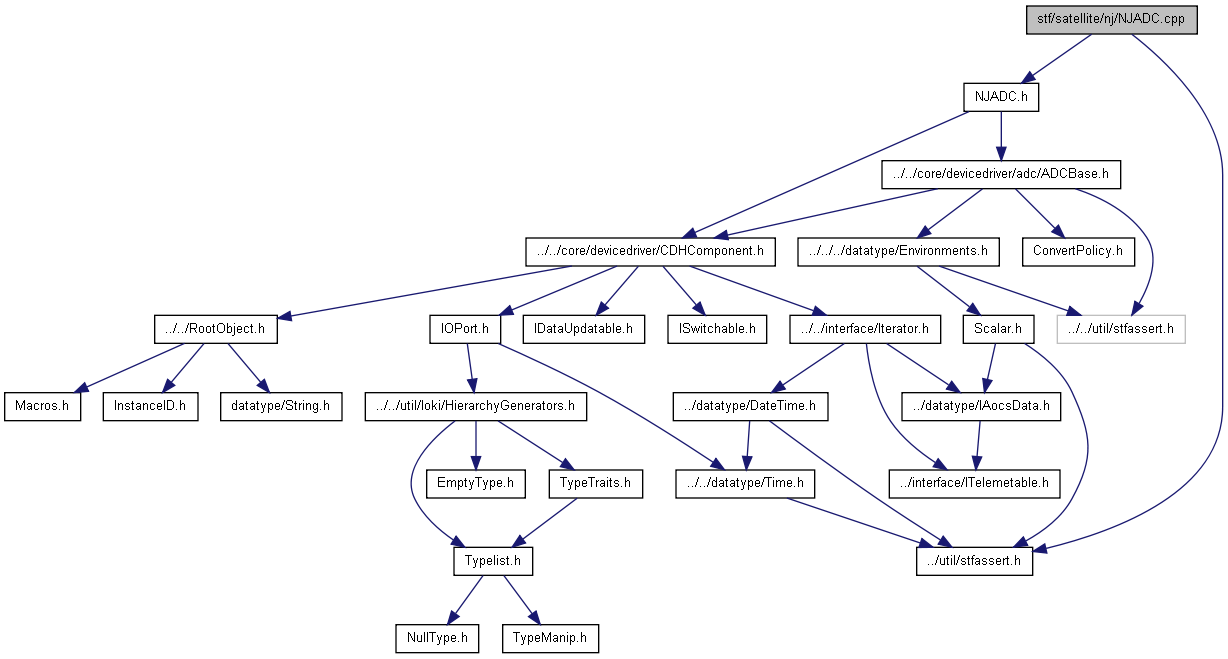 stf/satellite/nj/NJADC.cpp
NJADC.h
../../core/devicedriver/adc/ADCBase.h
../../core/devicedriver/CDHComponent.h
../../../datatype/Environments.h
ConvertPolicy.h
../../RootObject.h
IOPort.h
IDataUpdatable.h
ISwitchable.h
../../interface/Iterator.h
Scalar.h
../../util/stfassert.h
Macros.h
InstanceID.h
datatype/String.h
../../util/loki/HierarchyGenerators.h
../datatype/DateTime.h
../datatype/IAocsData.h
EmptyType.h
TypeTraits.h
../../datatype/Time.h
../interface/ITelemetable.h
Typelist.h
../util/stfassert.h
NullType.h
TypeManip.h